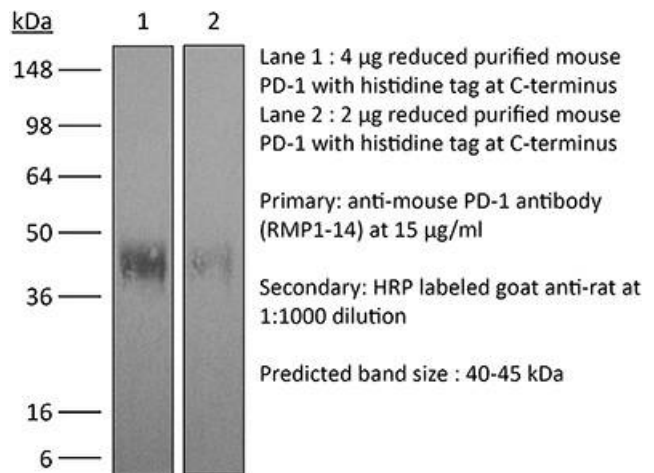 kDa
1 2
148
98
64
50
36
16
6
Lane 1 : 4 µg reduced purified mouse
PD-1 with histidine tag at C-terminus
Lane 2 : 2 µg reduced purified mouse
PD-1 with histidine tag at C-terminus
Primary: anti-mouse PD-1 antibody
(RMP1-14) at 15 µg/ml
Secondary: HRP labeled goat anti-rat at
1:1000 dilution
Predicted band size : 40-45 kDa